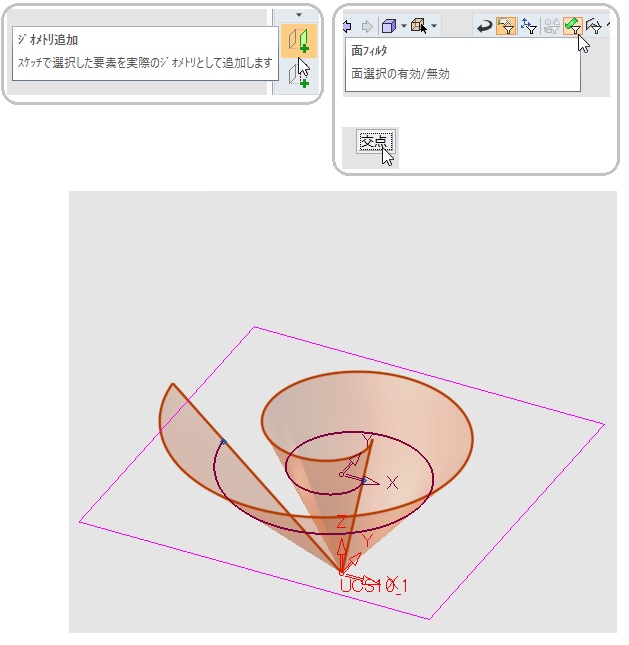 ジオメトリ追加
スケッチで選択した要素を実際のジオメトリとして追加します
面フィルタ
面選択の有効/無効
交点
Y
X
Z
Y
X
UCS10_1